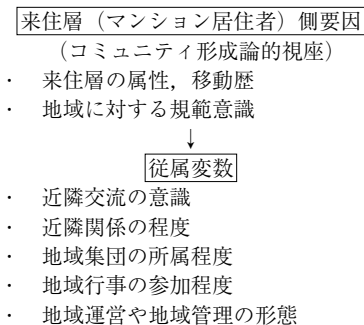 来住層（マンション居住者）側要因
（コミュニティ形成論的視座）
・ 来住層の属性，移動歴
・ 地域に対する規範意識
↓
従属変数
・ 近隣交流の意識
・ 近隣関係の程度
・ 地域集団の所属程度
・ 地域行事の参加程度
・ 地域運営や地域管理の形態